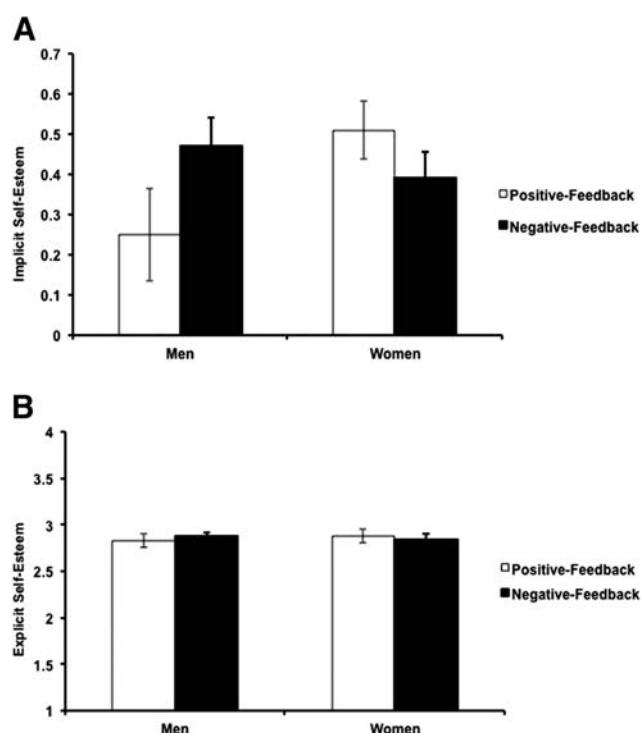 A
0.7
0.6
0.5
0.4
0.3
0.2
0.1
0
Implicit Self-Esteem
Men
Women
Positive-Feedback
Negative-Feedback
B
4
3.5
3
2.5
2
1.5
1
Explicit Self-Esteem
Men
Women
Positive-Feedback
Negative-Feedback